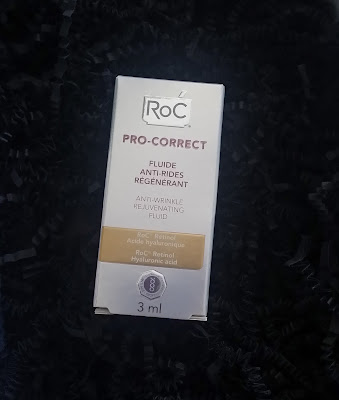 RoC
PRO-CORRECT
FLUIDE
ANTI-RIDES
RÉGÉNÉRANT
ANTI-WRINKLE
REJUVENATING
FLUID
RoC® Retinol
Acide hyaluronique
RoC® Retinol
Hyaluronic acid
3 ml